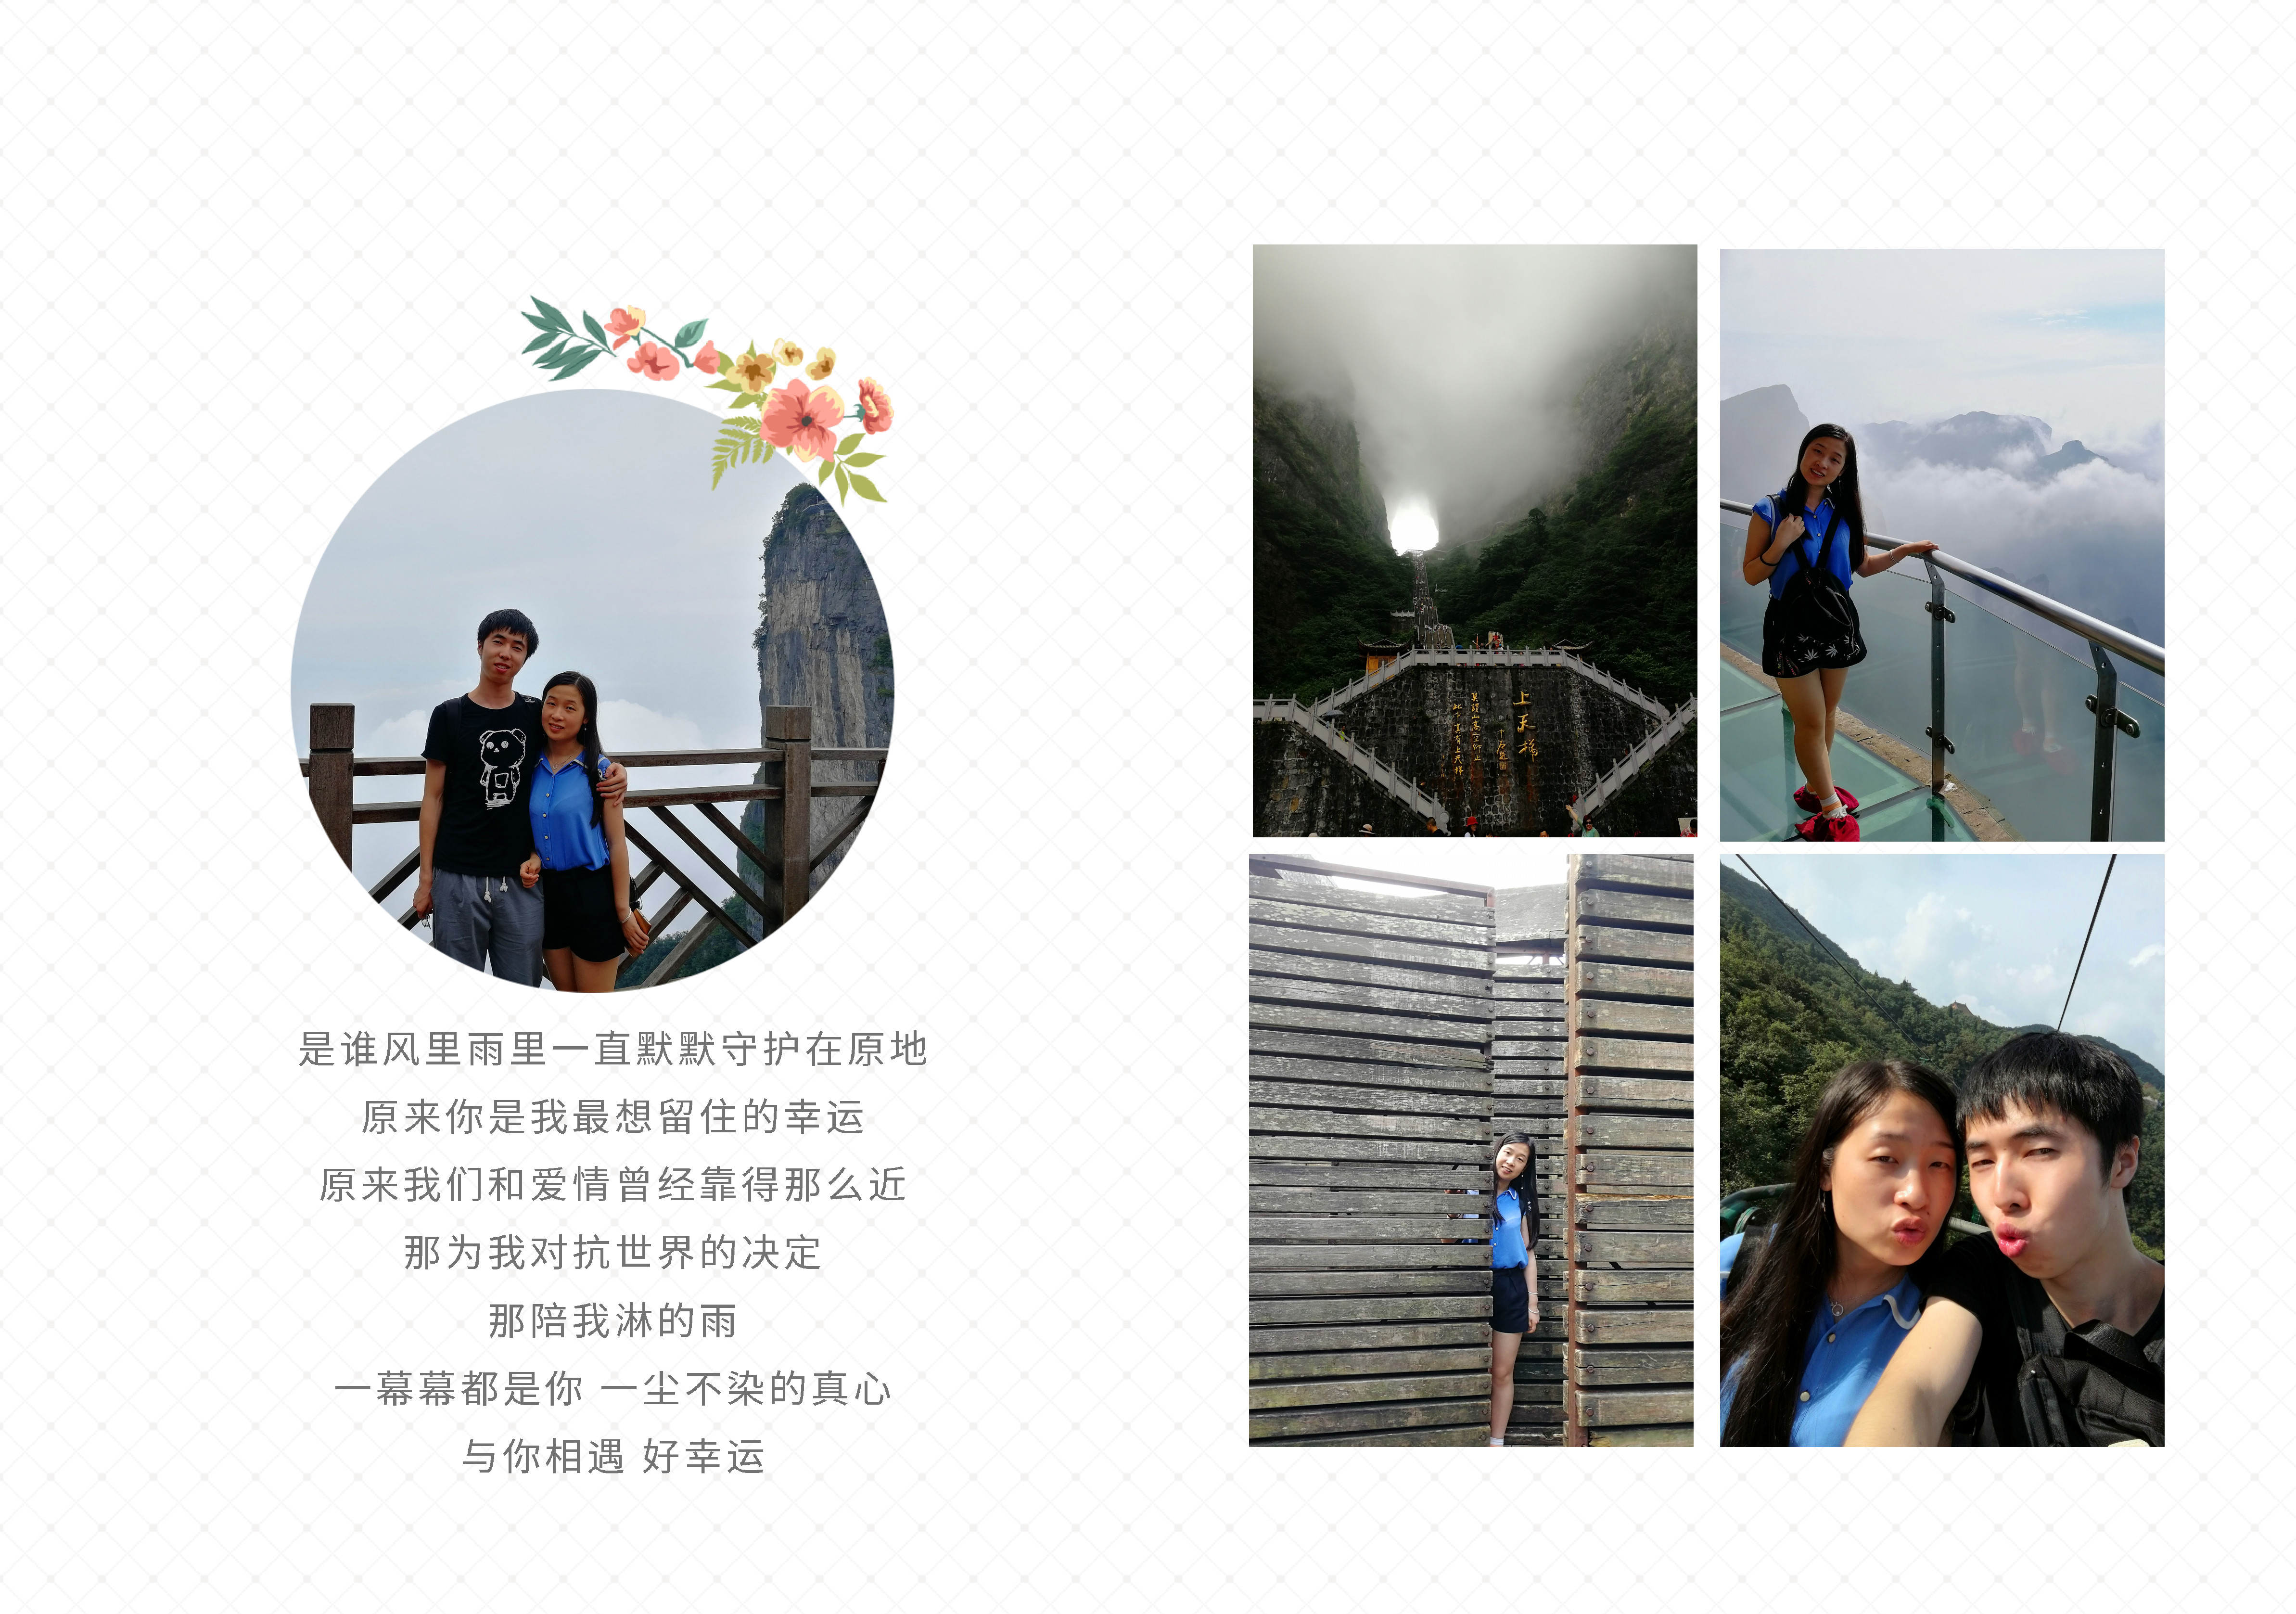 是谁风里雨里一直默默守护在原地
原来你是我最想留住的幸运
原来我们和爱情曾经靠得那么近
那为我对抗世界的决定
那陪我淋的雨
一幕幕都是你 一尘不染的真心
与你相遇 好幸运
上天梯